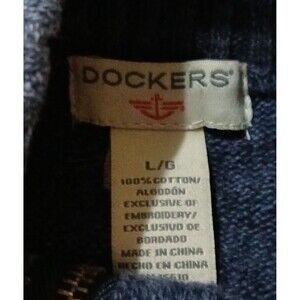 DOCKERS®
L/G
100% COTTON/
ALGODÓN
EXCLUSIVE OF
EMBROIDERY/
EXCLUSIVO DE
BORDADO
MADE IN CHINA
HECHO EN CHINA